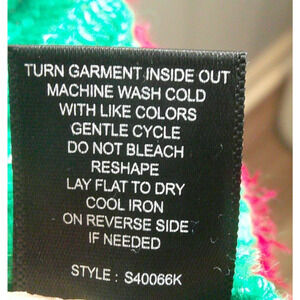 TURN GARMENT INSIDE OUT
MACHINE WASH COLD
WITH LIKE COLORS
GENTLE CYCLE
DO NOT BLEACH
RESHAPE
LAY FLAT TO DRY
COOL IRON
ON REVERSE SIDE
IF NEEDED
STYLE : S40066K